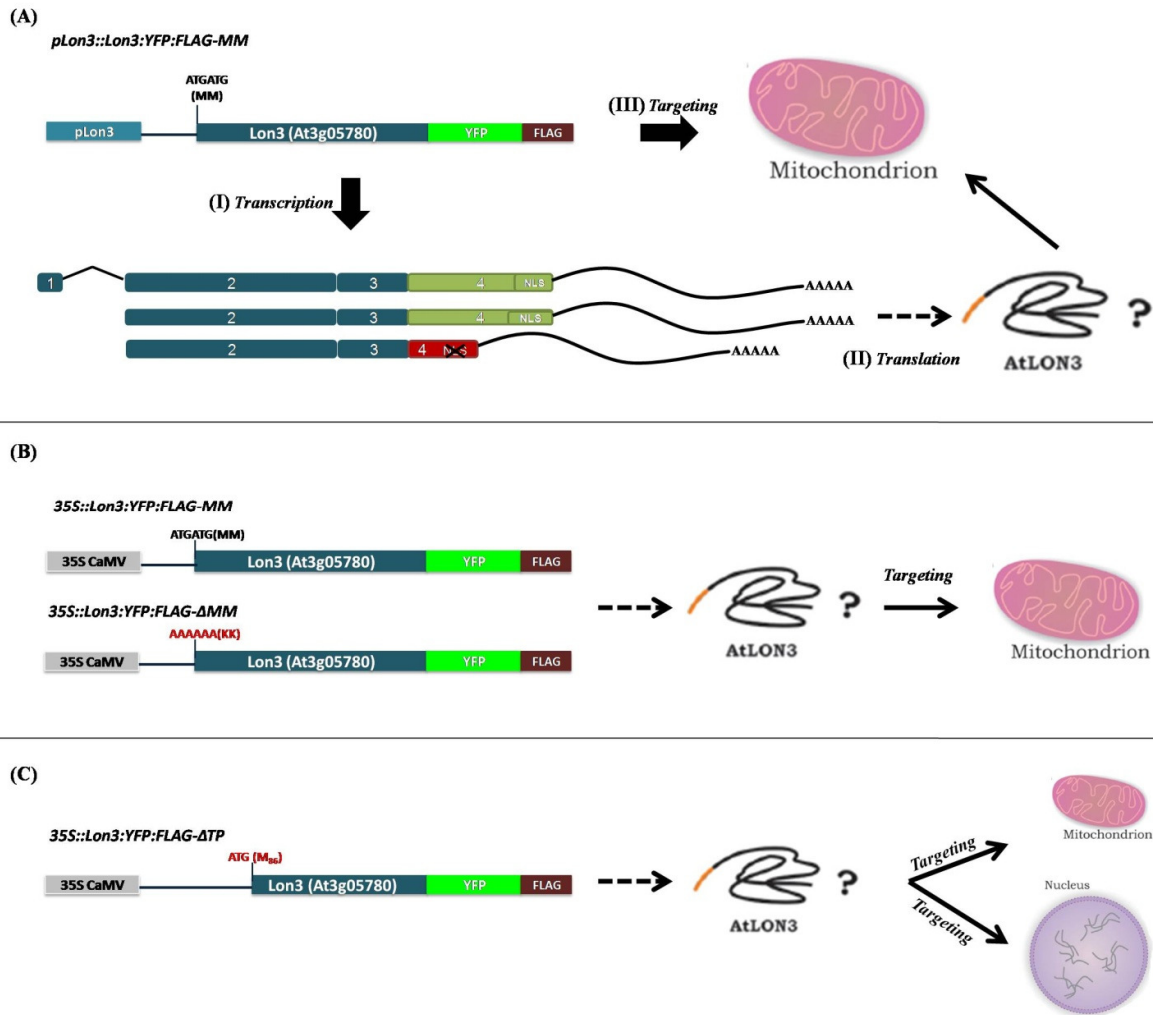 (A)
pLon3::Lon3:YFP:FLAG-MM
ATGATG
(MM)
pLon3 Lon3 (At3g05780) YFP FLAG
(III) Targeting
Mitochondrion
(I) Transcription
1 2 3 4 NLS AAAAA
2 3 4 NLS AAAAA
2 3 4 NLS AAAAA
(II) Translation
AtLON3
?
(B)
35S::Lon3:YFP:FLAG-MM
ATGATG(MM)
35S CaMV Lon3 (At3g05780) YFP FLAG
35S::Lon3:YFP:FLAG-ΔMM
AAAAAA(KK)
35S CaMV Lon3 (At3g05780) YFP FLAG
AtLON3
?
Targeting
Mitochondrion
(C)
35S::Lon3:YFP:FLAG-ΔTP
ATG (M86)
35S CaMV Lon3 (At3g05780) YFP FLAG
AtLON3
?
Targeting
Mitochondrion
Targeting
Nucleus